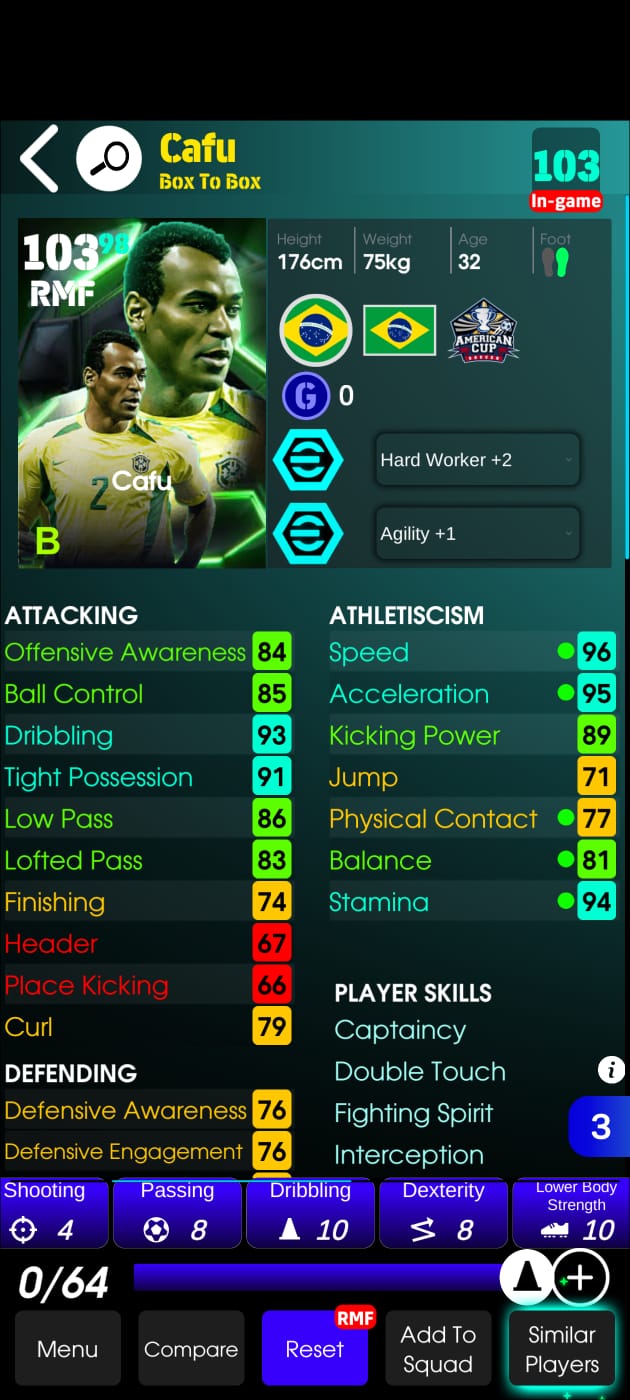 Cafu
Box To Box
103
In-game
103 98
RMF
Cafu
2
B
Height
176cm
Weight
75kg
Age
32
Foot
AMERICAN
CUP
G 0
Hard Worker +2
Agility +1
ATTACKING
Offensive Awareness 84
Ball Control 85
Dribbling 93
Tight Possession 91
Low Pass 86
Lofted Pass 83
Finishing 74
Header 67
Place Kicking 66
Curl 79
DEFENDING
Defensive Awareness 76
Defensive Engagement 76
ATHLETISCISM
Speed 96
Acceleration 95
Kicking Power 89
Jump 71
Physical Contact 77
Balance 81
Stamina 94
PLAYER SKILLS
Captaincy
Double Touch
Fighting Spirit
Interception
i
3
Shooting
4
Passing
8
Dribbling
10
Dexterity
8
Lower Body
Strength
10
0/64
Menu
Compare
Reset
RMF
Add To
Squad
Similar
Players